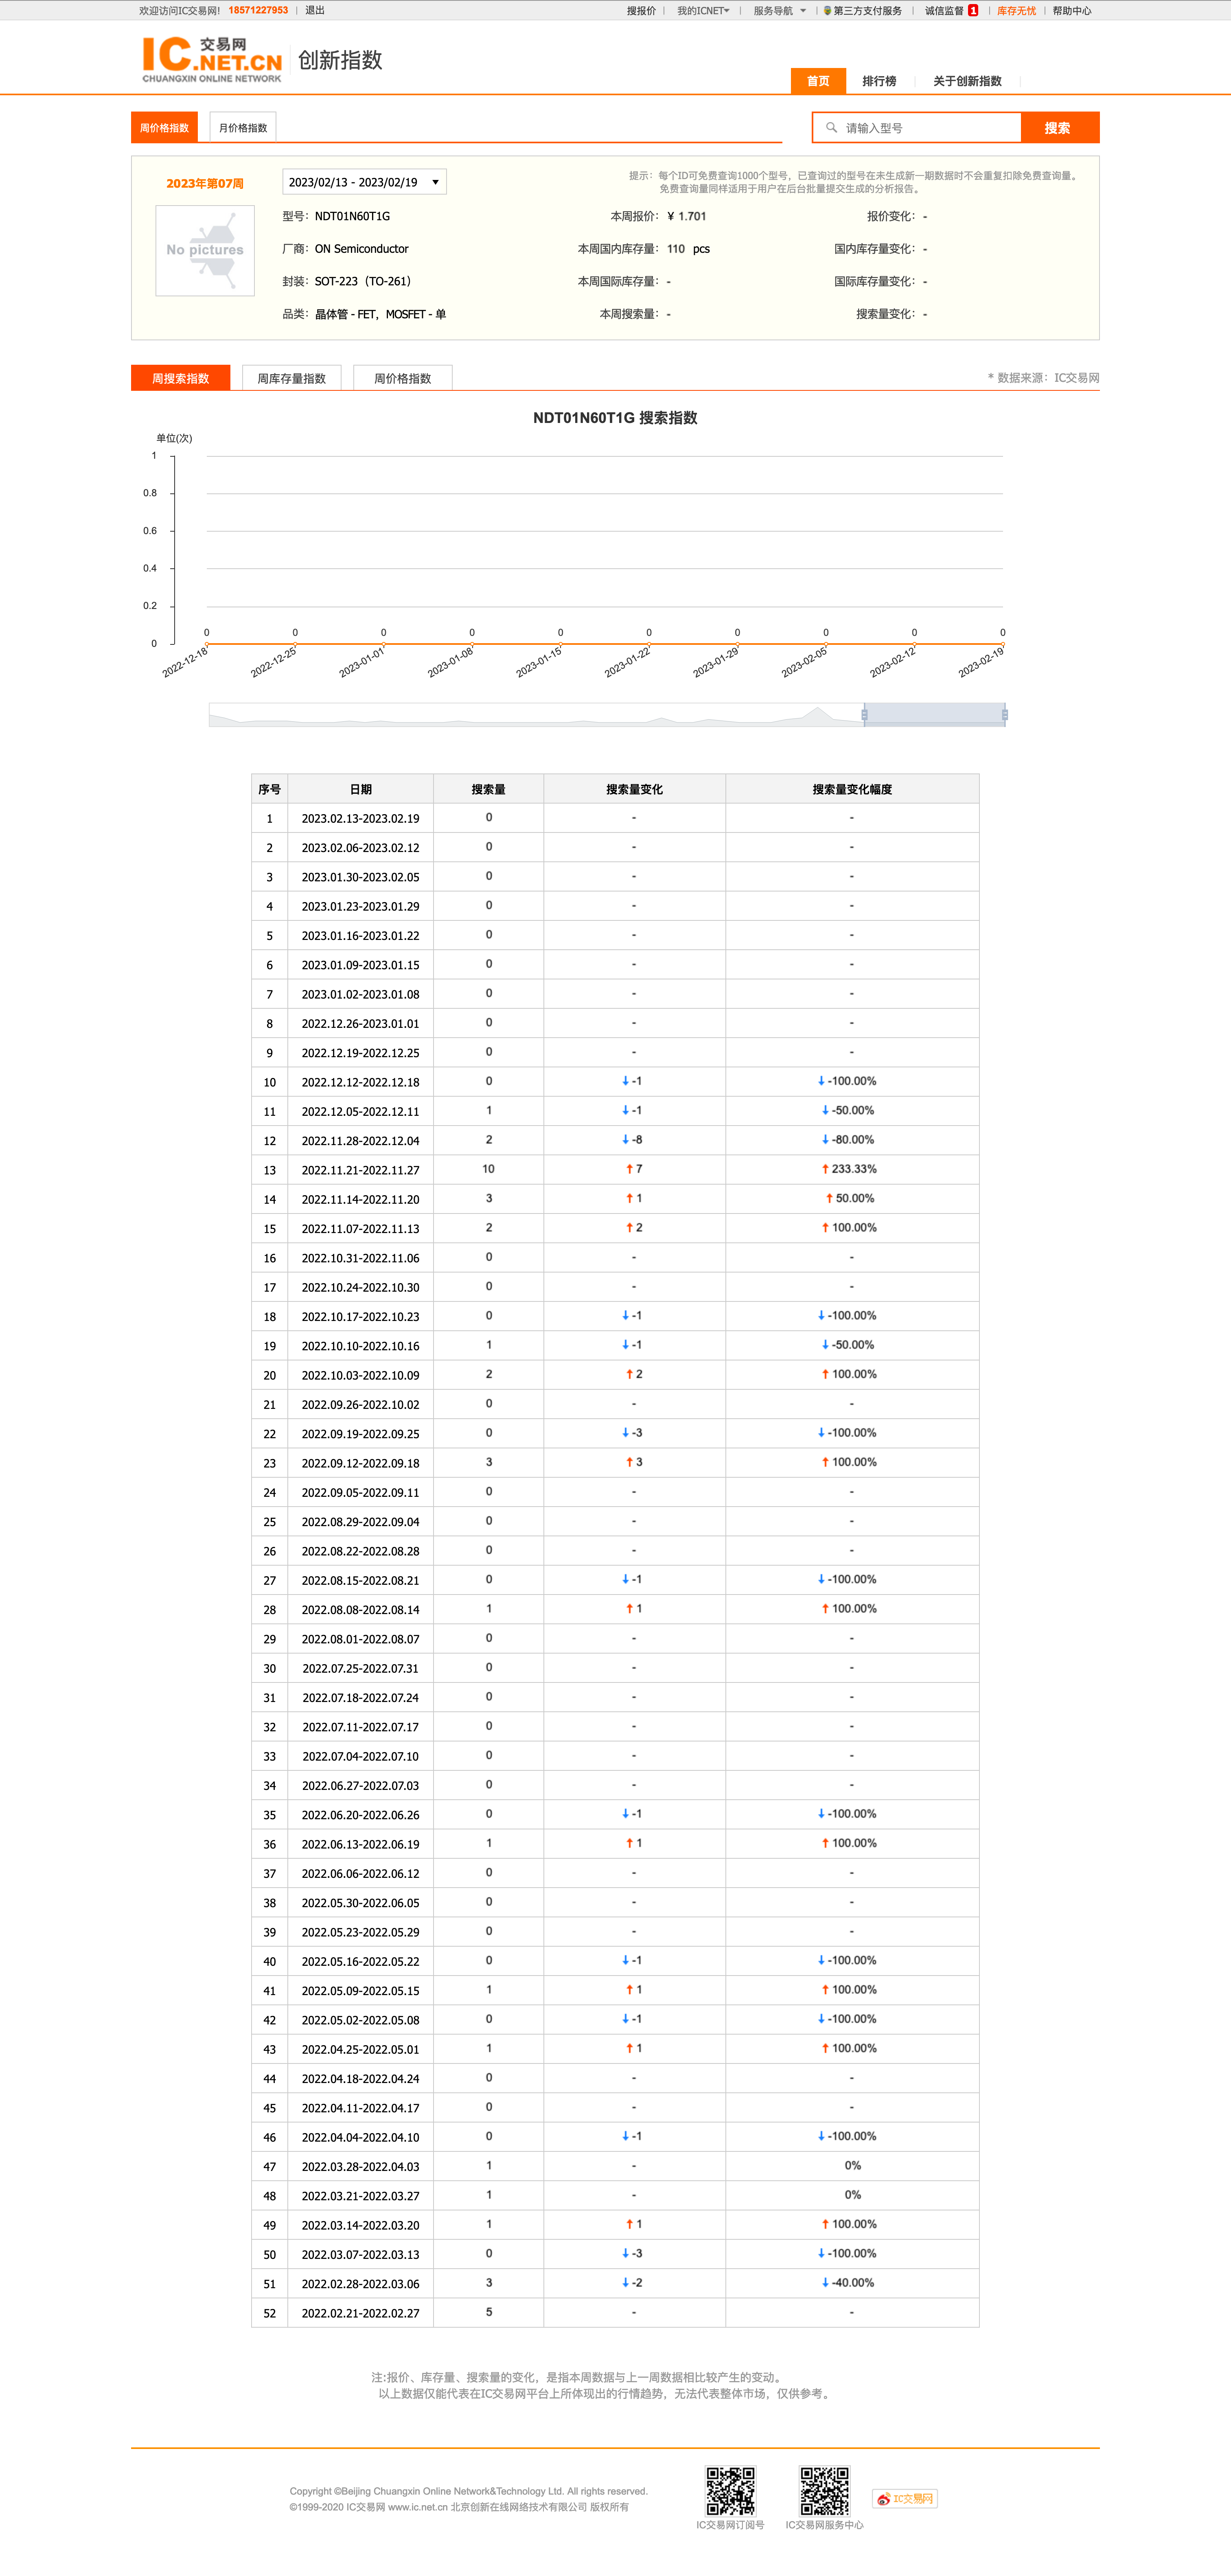 欢迎访问IC交易网! 18571227953 | 退出 搜报价 | 我的ICNET | 服务导航 | 第三方支付服务 | 诚信监督 1 | 库存无忧 | 帮助中心
IC 交易网 .NET.CN 创新指数
CHUANGXIN ONLINE NETWORK
首页 排行榜 关于创新指数
周价格指数 月价格指数 请输入型号 搜索
2023年第07周 2023/02/13 - 2023/02/19
提示：每个ID可免费查询1000个型号，已查询过的型号在未生成新一期数据时不会重复扣除免费查询量。
免费查询量同样适用于用户在后台批量提交生成的分析报告。
No pictures
型号：NDT01N60T1G 本周报价：¥ 1.701 报价变化：-
厂商：ON Semiconductor 本周国内库存量：110 pcs 国内库存量变化：-
封装：SOT-223（TO-261） 本周国际库存量：- 国际库存量变化：-
品类：晶体管 - FET，MOSFET - 单 本周搜索量：- 搜索量变化：-
周搜索指数 周库存量指数 周价格指数 * 数据来源：IC交易网
NDT01N60T1G 搜索指数
单位(次)
1
0.8
0.6
0.4
0.2
0
0 0 0 0 0 0 0 0 0 0
2022-12-18 2022-12-25 2023-01-01 2023-01-08 2023-01-15 2023-01-22 2023-01-29 2023-02-05 2023-02-12 2023-02-19
序号 日期 搜索量 搜索量变化 搜索量变化幅度
1 2023.02.13-2023.02.19 0 - -
2 2023.02.06-2023.02.12 0 - -
3 2023.01.30-2023.02.05 0 - -
4 2023.01.23-2023.01.29 0 - -
5 2023.01.16-2023.01.22 0 - -
6 2023.01.09-2023.01.15 0 - -
7 2023.01.02-2023.01.08 0 - -
8 2022.12.26-2023.01.01 0 - -
9 2022.12.19-2022.12.25 0 - -
10 2022.12.12-2022.12.18 0 ↓ -1 ↓ -100.00%
11 2022.12.05-2022.12.11 1 ↓ -1 ↓ -50.00%
12 2022.11.28-2022.12.04 2 ↓ -8 ↓ -80.00%
13 2022.11.21-2022.11.27 10 ↑ 7 ↑ 233.33%
14 2022.11.14-2022.11.20 3 ↑ 1 ↑ 50.00%
15 2022.11.07-2022.11.13 2 ↑ 2 ↑ 100.00%
16 2022.10.31-2022.11.06 0 - -
17 2022.10.24-2022.10.30 0 - -
18 2022.10.17-2022.10.23 0 ↓ -1 ↓ -100.00%
19 2022.10.10-2022.10.16 1 ↓ -1 ↓ -50.00%
20 2022.10.03-2022.10.09 2 ↑ 2 ↑ 100.00%
21 2022.09.26-2022.10.02 0 - -
22 2022.09.19-2022.09.25 0 ↓ -3 ↓ -100.00%
23 2022.09.12-2022.09.18 3 ↑ 3 ↑ 100.00%
24 2022.09.05-2022.09.11 0 - -
25 2022.08.29-2022.09.04 0 - -
26 2022.08.22-2022.08.28 0 - -
27 2022.08.15-2022.08.21 0 ↓ -1 ↓ -100.00%
28 2022.08.08-2022.08.14 1 ↑ 1 ↑ 100.00%
29 2022.08.01-2022.08.07 0 - -
30 2022.07.25-2022.07.31 0 - -
31 2022.07.18-2022.07.24 0 - -
32 2022.07.11-2022.07.17 0 - -
33 2022.07.04-2022.07.10 0 - -
34 2022.06.27-2022.07.03 0 - -
35 2022.06.20-2022.06.26 0 ↓ -1 ↓ -100.00%
36 2022.06.13-2022.06.19 1 ↑ 1 ↑ 100.00%
37 2022.06.06-2022.06.12 0 - -
38 2022.05.30-2022.06.05 0 - -
39 2022.05.23-2022.05.29 0 - -
40 2022.05.16-2022.05.22 0 ↓ -1 ↓ -100.00%
41 2022.05.09-2022.05.15 1 ↑ 1 ↑ 100.00%
42 2022.05.02-2022.05.08 0 ↓ -1 ↓ -100.00%
43 2022.04.25-2022.05.01 1 ↑ 1 ↑ 100.00%
44 2022.04.18-2022.04.24 0 - -
45 2022.04.11-2022.04.17 0 - -
46 2022.04.04-2022.04.10 0 ↓ -1 ↓ -100.00%
47 2022.03.28-2022.04.03 1 - 0%
48 2022.03.21-2022.03.27 1 - 0%
49 2022.03.14-2022.03.20 1 ↑ 1 ↑ 100.00%
50 2022.03.07-2022.03.13 0 ↓ -3 ↓ -100.00%
51 2022.02.28-2022.03.06 3 ↓ -2 ↓ -40.00%
52 2022.02.21-2022.02.27 5 - -
注:报价、库存量、搜索量的变化，是指本周数据与上一周数据相比较产生的变动。
以上数据仅能代表在IC交易网平台上所体现出的行情趋势，无法代表整体市场，仅供参考。
Copyright ©Beijing Chuangxin Online Network&Technology Ltd. All rights reserved.
©1999-2020 IC交易网 www.ic.net.cn 北京创新在线网络技术有限公司 版权所有
IC交易网
IC交易网订阅号 IC交易网服务中心